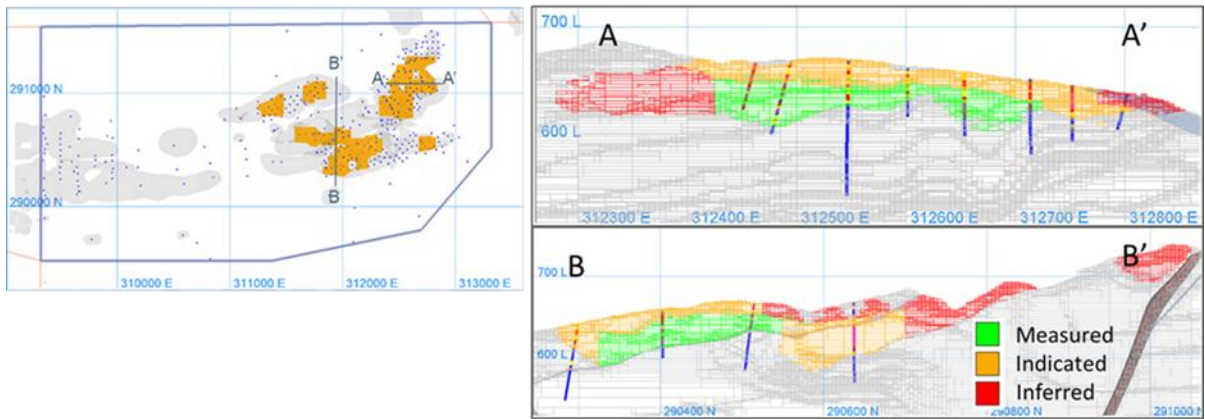 291000 N
290000 N
310000 E
311000 E
312000 E
313000 E
B'
A
A'
B
700 L
A
A'
600 L
312300 E
312400 E
312500 E
312600 E
312700 E
312800 E
B
B'
700 L
600 L
290400 N
290600 N
290800 N
291000 N
Measured
Indicated
Inferred